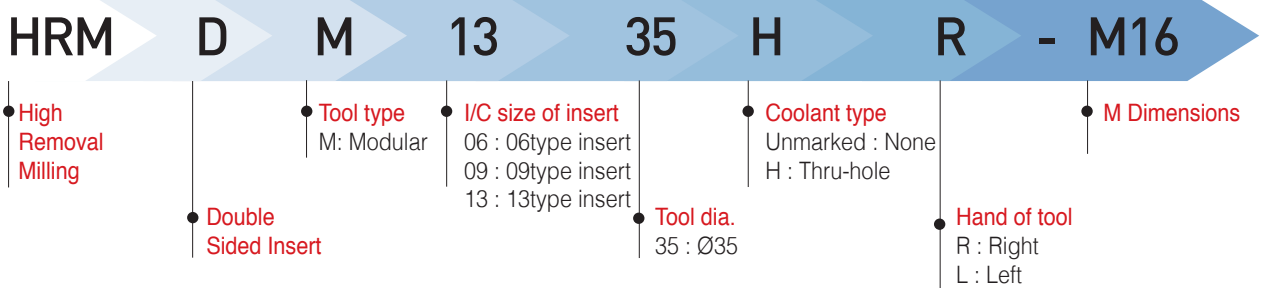 HRM D M 13 35 H R - M16
High
Removal
Milling
Double
Sided Insert
Tool type
M: Modular
I/C size of insert
06 : 06type insert
09 : 09type insert
13 : 13type insert
Tool dia.
35 : Ø35
Coolant type
Unmarked : None
H : Thru-hole
Hand of tool
R : Right
L : Left
M Dimensions